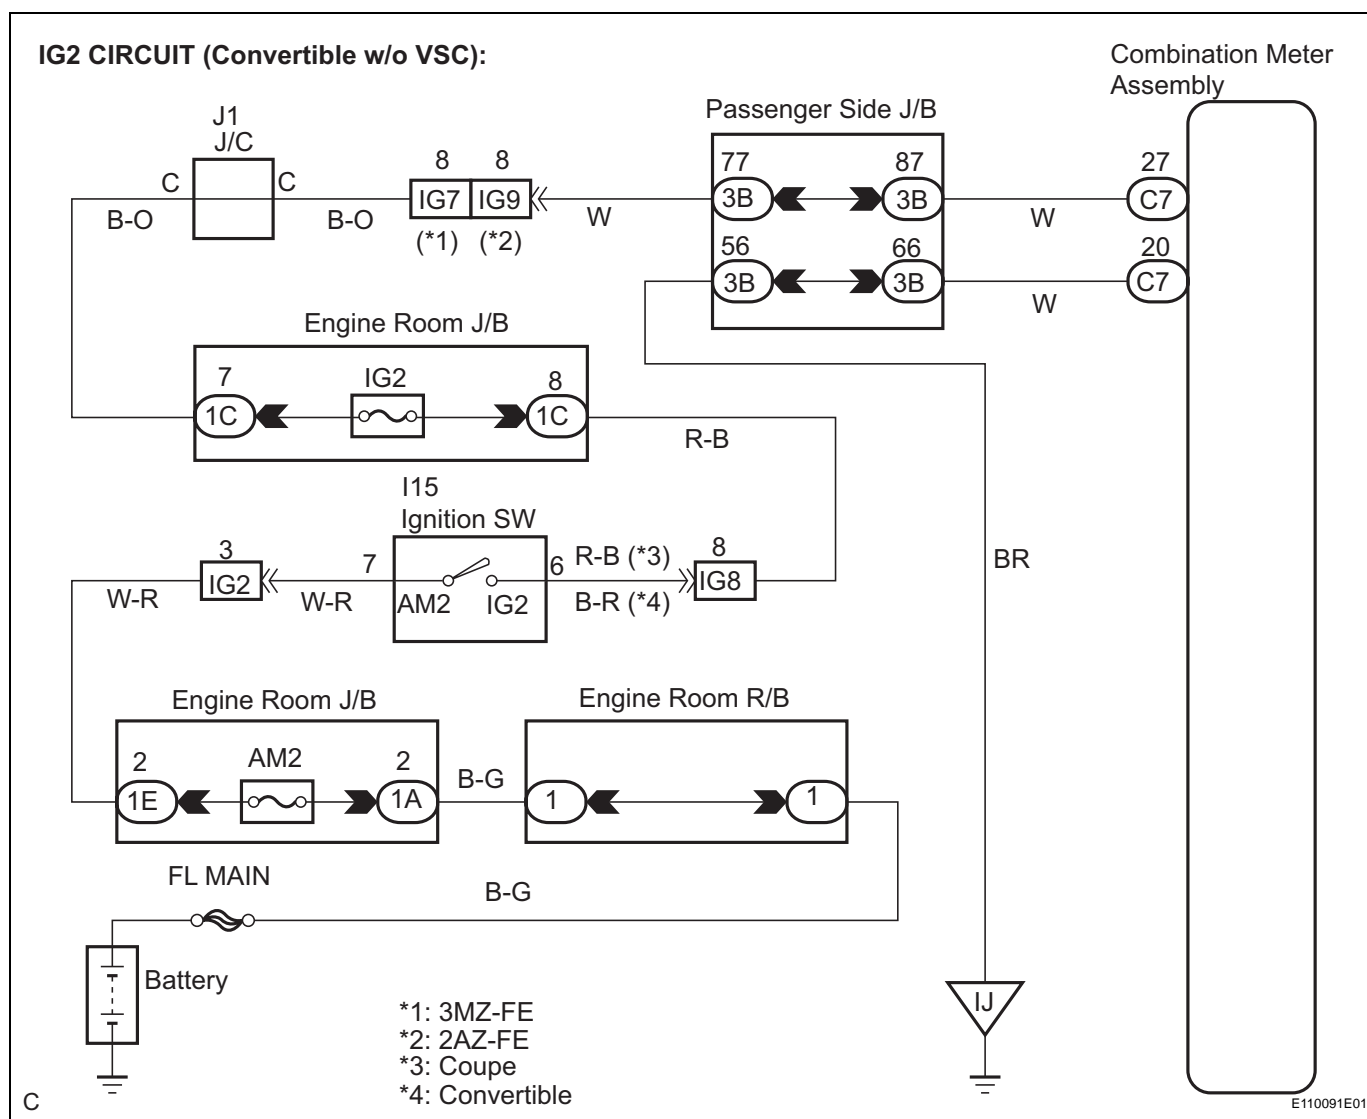 IG2 CIRCUIT (Convertible w/o VSC):
Combination Meter
Assembly
Passenger Side J/B
J1
J/C
C
C
B-O
B-O
8
8
IG7
IG9
(*1)
(*2)
W
77
3B
87
3B
W
27
C7
56
3B
66
3B
W
20
C7
Engine Room J/B
7
1C
IG2
8
1C
R-B
I15
Ignition SW
3
IG2
W-R
W-R
7
AM2
IG2
6
R-B (*3)
B-R (*4)
8
IG8
BR
Engine Room J/B
Engine Room R/B
2
1E
AM2
2
1A
B-G
1
1
FL MAIN
B-G
Battery
IJ
*1: 3MZ-FE
*2: 2AZ-FE
*3: Coupe
*4: Convertible
C
E110091E01